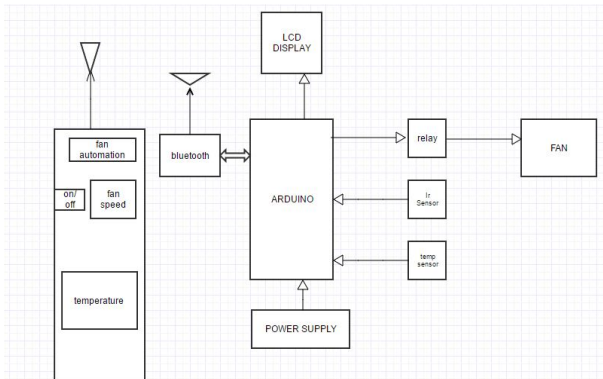 LCD
DISPLAY
fan
automation
bluetooth
relay
FAN
on/
off
fan
speed
ARDUINO
Ir
Sensor
temp
sensor
temperature
POWER SUPPLY